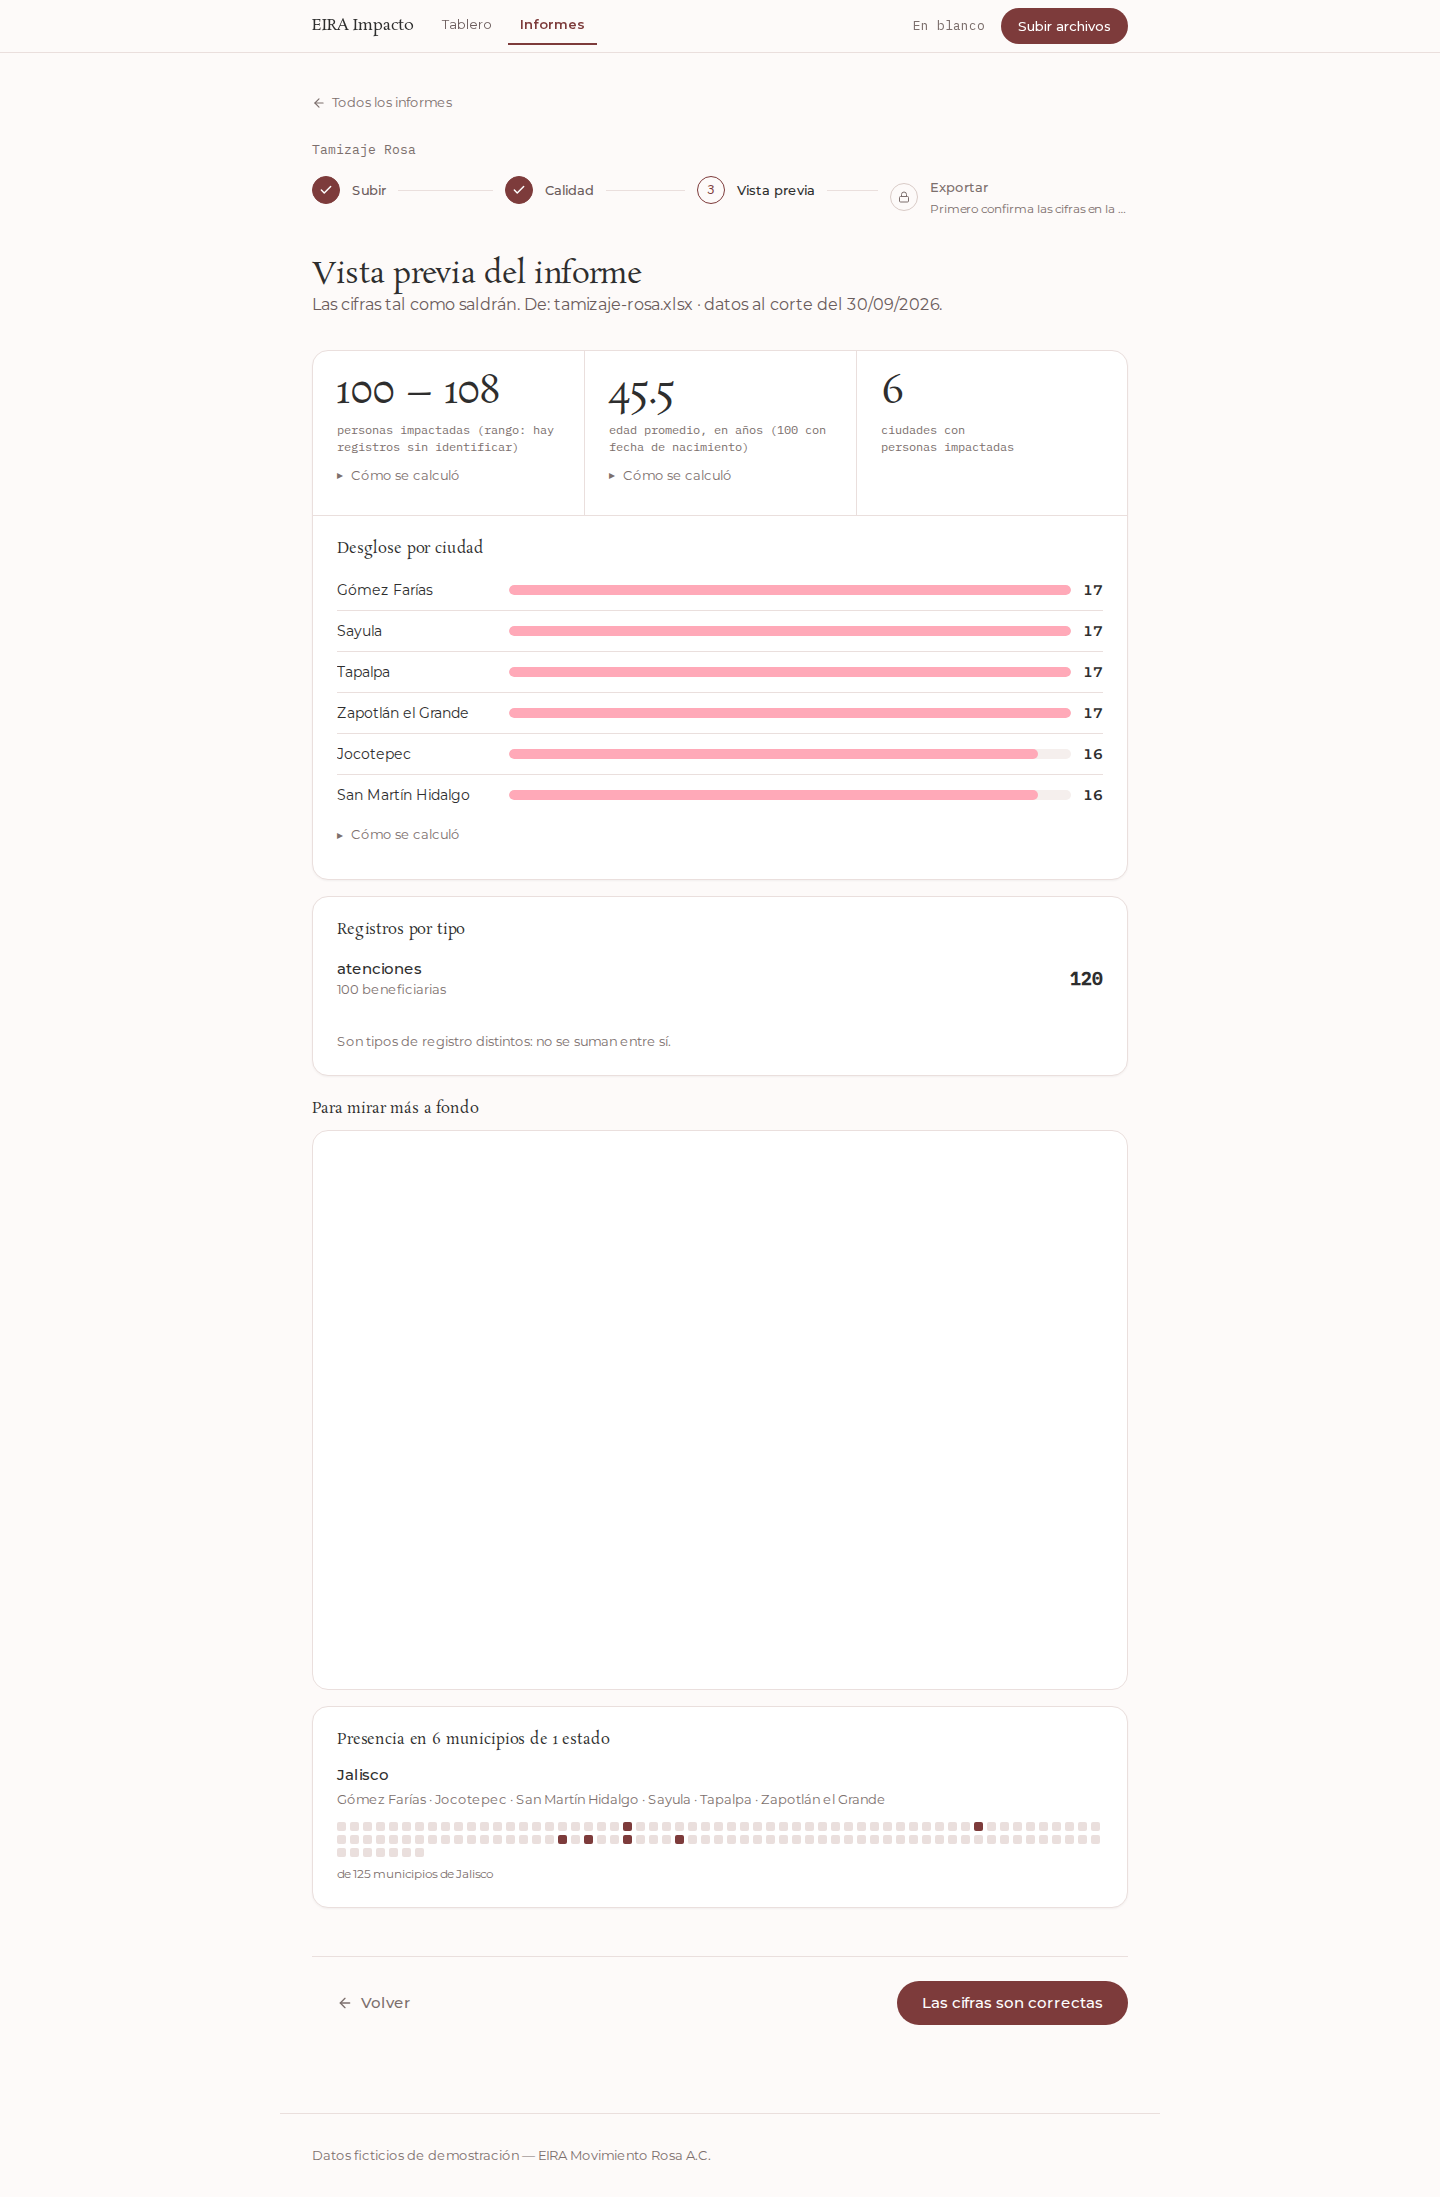 EIRA Impacto
Tablero
Informes
En blanco
Subir archivos
Todos los informes
Tamizaje Rosa
Subir
Calidad
3
Vista previa
Exportar
Primero confirma las cifras en la …
Vista previa del informe
Las cifras tal como saldrán. De: tamizaje-rosa.xlsx · datos al corte del 30/09/2026.
100 – 108
personas impactadas (rango: hay
registros sin identificar)
Cómo se calculó
45.5
edad promedio, en años (100 con
fecha de nacimiento)
Cómo se calculó
6
ciudades con
personas impactadas
Desglose por ciudad
Gómez Farías 17
Sayula 17
Tapalpa 17
Zapotlán el Grande 17
Jocotepec 16
San Martín Hidalgo 16
Cómo se calculó
Registros por tipo
atenciones
100 beneficiarias
120
Son tipos de registro distintos: no se suman entre sí.
Para mirar más a fondo
Presencia en 6 municipios de 1 estado
Jalisco
Gómez Farías · Jocotepec · San Martín Hidalgo · Sayula · Tapalpa · Zapotlán el Grande
de 125 municipios de Jalisco
Volver
Las cifras son correctas
Datos ficticios de demostración — EIRA Movimiento Rosa A.C.